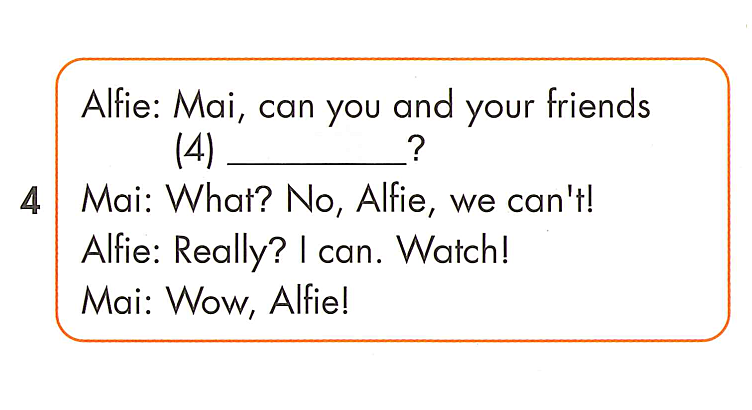 Alfie: Mai, can you and your friends
(4) __________?
4
Mai: What? No, Alfie, we can't!
Alfie: Really? I can. Watch!
Mai: Wow, Alfie!